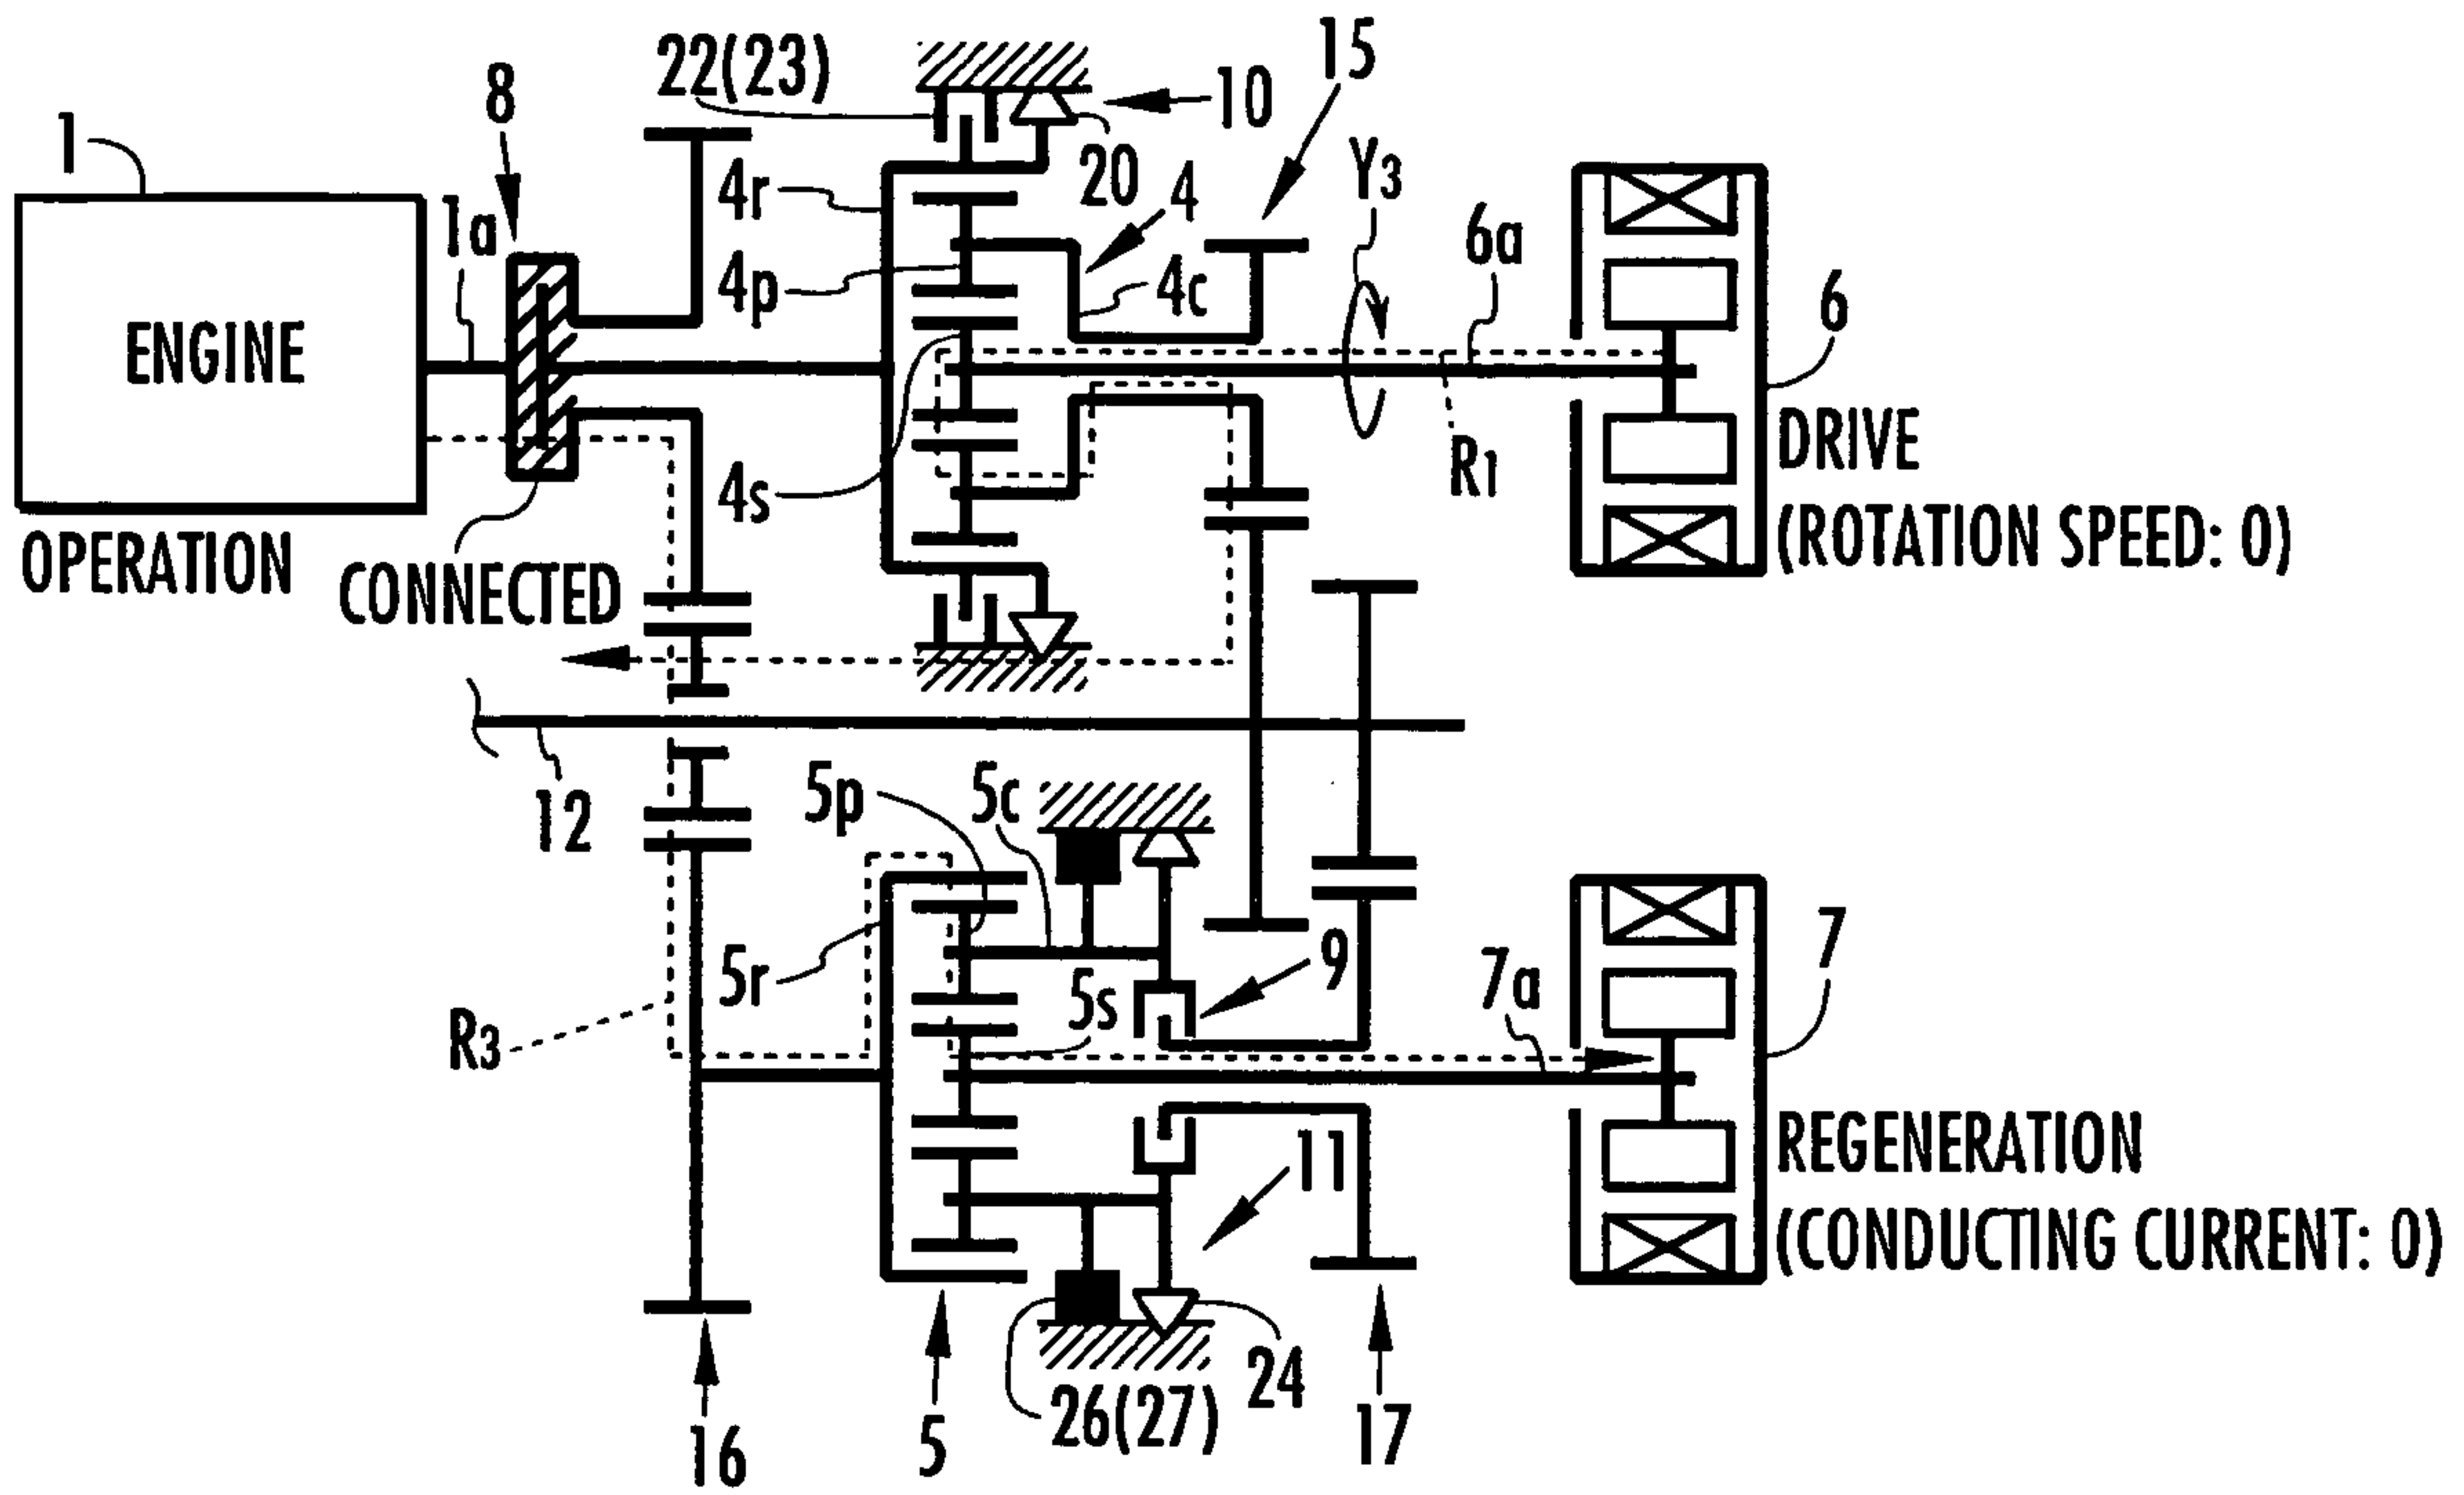 22(23)
15
8
10
1
20
Y3
4r
4
1a
6a
4p
4c
6
ENGINE
DRIVE
R1
4s
OPERATION
(ROTATION SPEED: 0)
CONNECTED
5p
5c
12
9
7
5r
7a
5s
R3
REGENERATION
11
(CONDUCTING CURRENT: 0)
24
26(27)
17
5
16